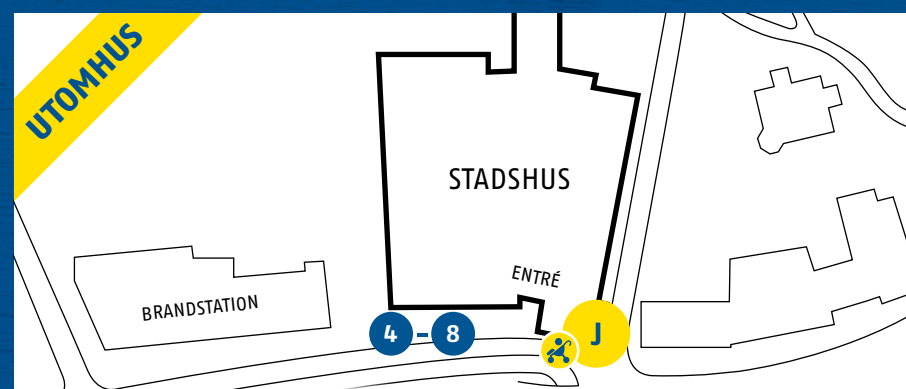 UTOMHUS
STADSHUS
ENTRÉ
BRANDSTATION
4 – 8
J